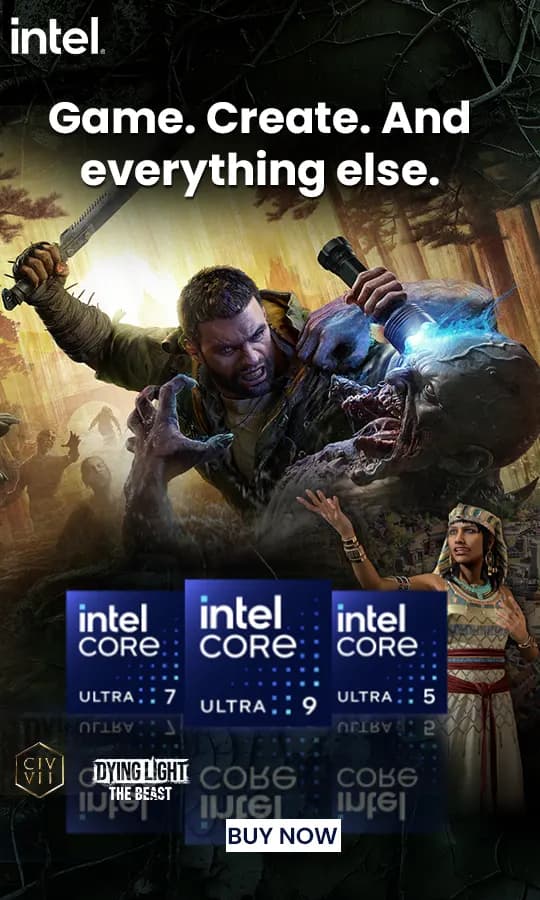 intel.
Game. Create. And
everything else.
intel
CORE
ULTRA 7
intel
CORE
ULTRA 9
intel
CORE
ULTRA 5
CIV
VII
DYING LIGHT
THE BEAST
BUY NOW